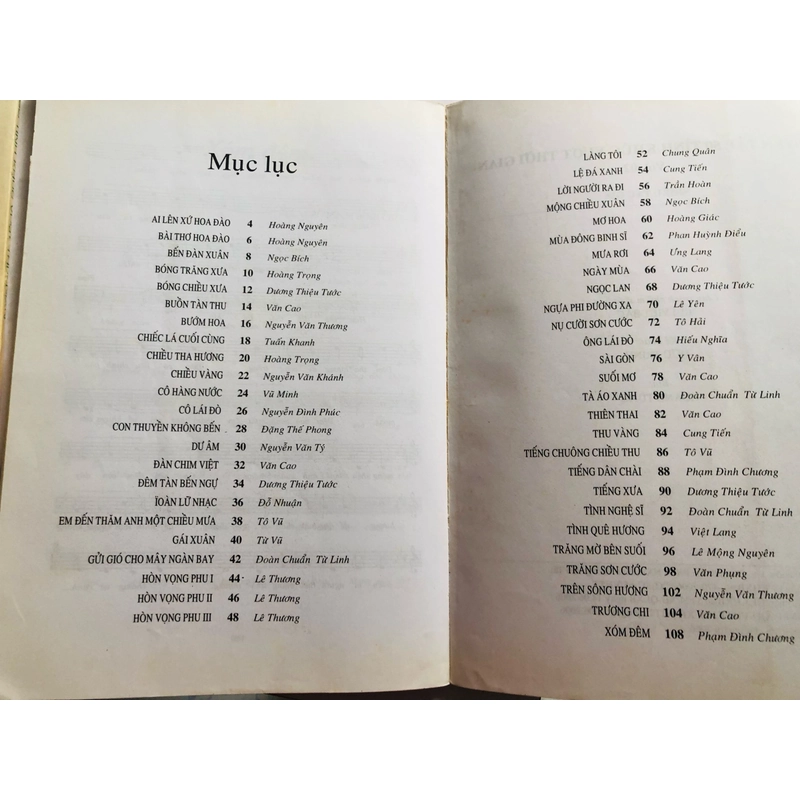 Mục lục
AI LÊN XỨ HOA ĐÀO 4 Hoàng Nguyên
BÀI THƠ HOA ĐÀO 6 Hoàng Nguyên
BẾN ĐÀN XUÂN 8 Ngọc Bích
BÓNG TRĂNG XƯA 10 Hoàng Trọng
BÓNG CHIỀU XƯA 12 Dương Thiệu Tước
BUỒN TÀN THU 14 Văn Cao
BƯỚM HOA 16 Nguyễn Văn Thương
CHIẾC LÁ CUỐI CÙNG 18 Tuấn Khanh
CHIỀU THA HƯƠNG 20 Hoàng Trọng
CHIỀU VÀNG 22 Nguyễn Văn Khánh
CÔ HÀNG NƯỚC 24 Vũ Minh
CÔ LÁI ĐÒ 26 Nguyễn Đình Phúc
CON THUYỀN KHÔNG BẾN 28 Đặng Thế Phong
DƯ ÂM 30 Nguyễn Văn Tý
ĐÀN CHIM VIỆT 32 Văn Cao
ĐÊM TÀN BẾN NGỰ 34 Dương Thiệu Tước
ĨOÀN LỮ NHẠC 36 Đỗ Nhuận
EM ĐẾN THĂM ANH MỘT CHIỀU MƯA 38 Tô Vũ
GÁI XUÂN 40 Từ Vũ
GỬI GIÓ CHO MÂY NGÀN BAY 42 Đoàn Chuẩn Từ Linh
HÒN VỌNG PHU I 44 Lê Thương
HÒN VỌNG PHU II 46 Lê Thương
HÒN VỌNG PHU III 48 Lê Thương
LÀNG TÔI 52 Chung Quân
LỆ ĐÁ XANH 54 Cung Tiến
LỜI NGƯỜI RA ĐI 56 Trần Hoàn
MỘNG CHIỀU XUÂN 58 Ngọc Bích
MƠ HOA 60 Hoàng Giác
MÙA ĐÔNG BINH SĨ 62 Phan Huỳnh Điểu
MƯA RƠI 64 Ưng Lang
NGÀY MÙA 66 Văn Cao
NGỌC LAN 68 Dương Thiệu Tước
NGỰA PHI ĐƯỜNG XA 70 Lê Yên
NỤ CƯỜI SƠN CƯỚC 72 Tô Hải
ÔNG LÁI ĐÒ 74 Hiếu Nghĩa
SÀI GÒN 76 Y Vân
SUỐI MƠ 78 Văn Cao
TÀ ÁO XANH 80 Đoàn Chuẩn Từ Linh
THIÊN THAI 82 Văn Cao
THU VÀNG 84 Cung Tiến
TIẾNG CHUÔNG CHIỀU THU 86 Tô Vũ
TIẾNG DÂN CHÀI 88 Phạm Đình Chương
TIẾNG XƯA 90 Dương Thiệu Tước
TÌNH NGHỆ SĨ 92 Đoàn Chuẩn Từ Linh
TÌNH QUÊ HƯƠNG 94 Việt Lang
TRĂNG MỜ BÊN SUỐI 96 Lê Mộng Nguyên
TRĂNG SƠN CƯỚC 98 Văn Phụng
TRÊN SÔNG HƯƠNG 102 Nguyễn Văn Thương
TRƯƠNG CHI 104 Văn Cao
XÓM ĐÊM 108 Phạm Đình Chương